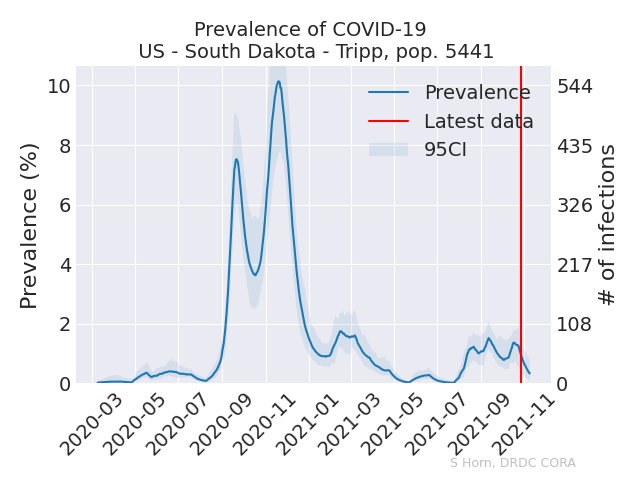 Prevalence of COVID-19
US - South Dakota - Tripp, pop. 5441
Prevalence (%)
10
8
6
4
2
0
Prevalence
Latest data
95CI
544
435
326
217
108
0
# of infections
2020-03
2020-05
2020-07
2020-09
2020-11
2021-01
2021-03
2021-05
2021-07
2021-09
2021-11
S Horn, DRDC CORA